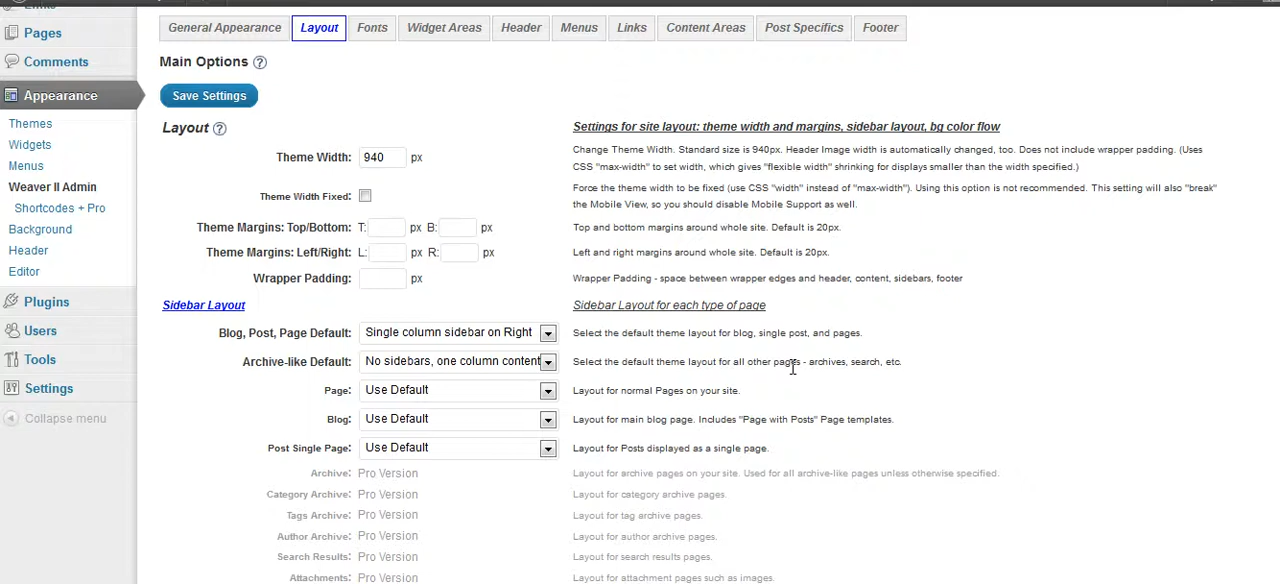 Links
Pages
Comments
Appearance
Themes
Widgets
Menus
Weaver II Admin
Shortcodes + Pro
Background
Header
Editor
Plugins
Users
Tools
Settings
Collapse menu
General Appearance Layout Fonts Widget Areas Header Menus Links Content Areas Post Specifics Footer
Main Options ?
Save Settings
Layout ? Settings for site layout: theme width and margins, sidebar layout, bg color flow
Theme Width: 940 px Change Theme Width. Standard size is 940px. Header Image width is automatically changed, too. Does not include wrapper padding. (Uses
CSS "max-width" to set width, which gives "flexible width" shrinking for displays smaller than the width specified.)
Theme Width Fixed: Force the theme width to be fixed (use CSS "width" instead of "max-width"). Using this option is not recommended. This setting will also "break"
the Mobile View, so you should disable Mobile Support as well.
Theme Margins: Top/Bottom: T: px B: px Top and bottom margins around whole site. Default is 20px.
Theme Margins: Left/Right: L: px R: px Left and right margins around whole site. Default is 20px.
Wrapper Padding: px Wrapper Padding - space between wrapper edges and header, content, sidebars, footer
Sidebar Layout Sidebar Layout for each type of page
Blog, Post, Page Default: Single column sidebar on Right Select the default theme layout for blog, single post, and pages.
Archive-like Default: No sidebars, one column content Select the default theme layout for all other pages - archives, search, etc.
Page: Use Default Layout for normal Pages on your site.
Blog: Use Default Layout for main blog page. Includes "Page with Posts" Page templates.
Post Single Page: Use Default Layout for Posts displayed as a single page.
Archive: Pro Version Layout for archive pages on your site. Used for all archive-like pages unless otherwise specified.
Category Archive: Pro Version Layout for category archive pages.
Tags Archive: Pro Version Layout for tag archive pages.
Author Archive: Pro Version Layout for author archive pages.
Search Results: Pro Version Layout for search results pages.
Attachments: Pro Version Layout for attachment pages such as images.